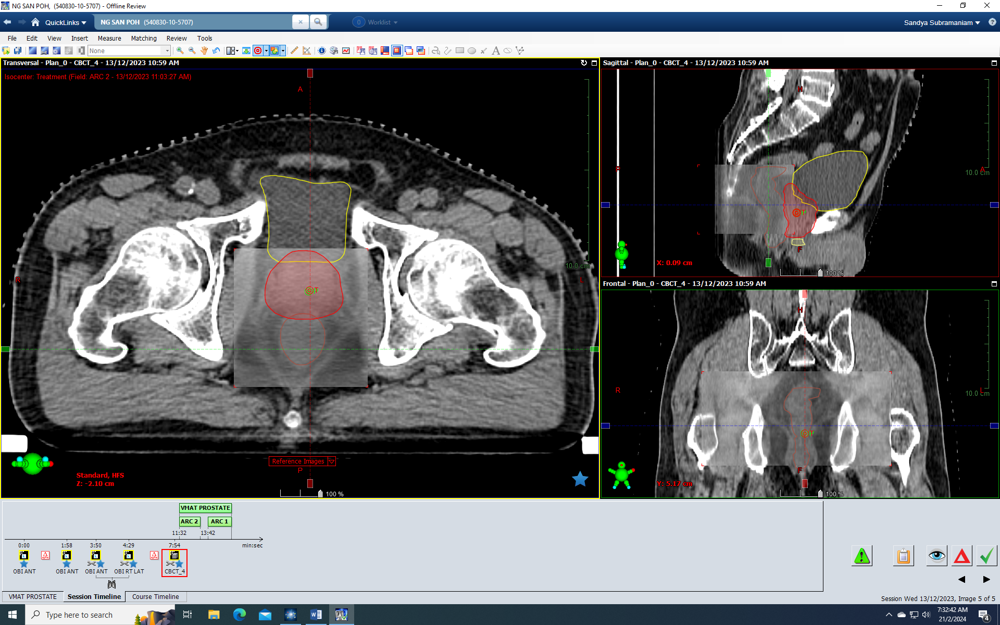 NG SAN POH, (540830-10-5707) - Offline Review
QuickLinks
NG SAN POH (540830-10-5707)
0 Worklist
Sandya Subramaniam
File Edit View Insert Measure Matching Review Tools
None
Transversal - Plan_0 - CBCT_4 - 13/12/2023 10:59 AM
Isocenter: Treatment (Field: ARC 2 - 13/12/2023 11:03:27 AM)
A
R
L
T
10.0 cm
Reference Images
P
Standard, HFS
Z: -2.10 cm
100 %
Sagittal - Plan_0 - CBCT_4 - 13/12/2023 10:59 AM
H
P
A
10.0 cm
F
X: 0.09 cm
100 %
Frontal - Plan_0 - CBCT_4 - 13/12/2023 10:59 AM
H
R
L
10.0 cm
F
Y: 5.17 cm
100 %
VMAT PROSTATE
ARC 2 ARC 1
11:32 13:42
0:00 1:58 3:50 4:29 7:54 min:sec
OBI ANT OBI ANT OBI ANT OBI RT LAT CBCT_4
VMAT PROSTATE Session Timeline Course Timeline
Session Wed 13/12/2023, Image 5 of 5
Type here to search
7:32:42 AM
21/2/2024
4